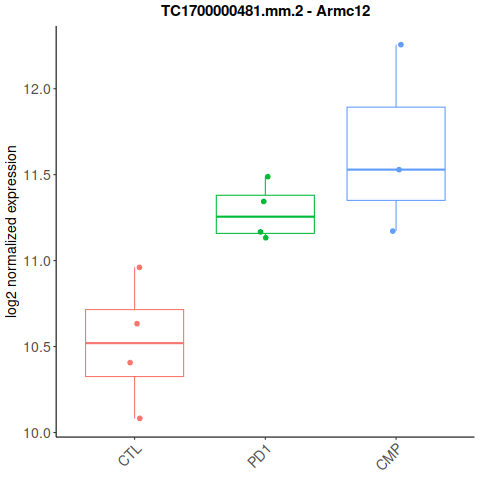 TC1700000481.mm.2 - Armc12
log2 normalized expression
12.0
11.5
11.0
10.5
10.0
CTL
PD1
CMP